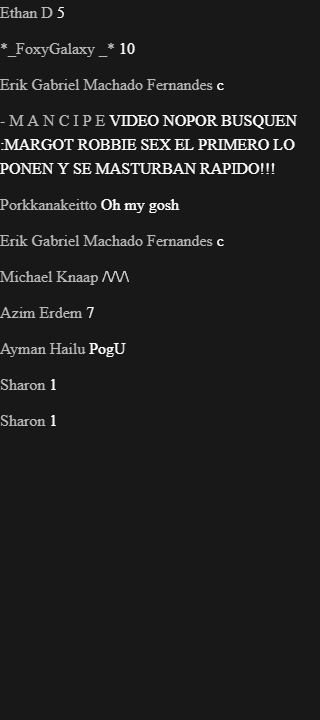 Ethan D 5
*_FoxyGalaxy _* 10
Erik Gabriel Machado Fernandes c
- M A N C I P E VIDEO NOPOR BUSQUEN
:MARGOT ROBBIE SEX EL PRIMERO LO
PONEN Y SE MASTURBAN RAPIDO!!!
Porkkanakeitto Oh my gosh
Erik Gabriel Machado Fernandes c
Michael Knaap /\/\/\
Azim Erdem 7
Ayman Hailu PogU
Sharon 1
Sharon 1